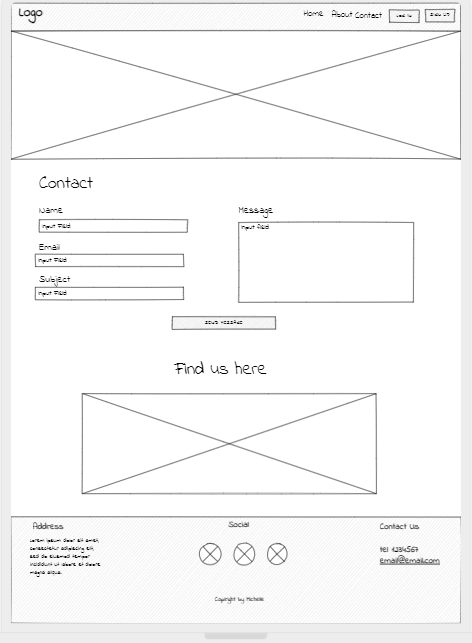 Logo
Home About Contact LOG IN SIGN UP
Contact
Name
Input Field
Email
Input Field
Subject
Input Field
Message
Input field
SEND MESSAGE
Find us here
Address
Lorem ipsum dolor sit amet,
consectetur adipiscing elit,
sed do eiusmod tempor
incididunt ut labore et dolore
magna aliqua.
Social
Contact Us
tel 1234567
email@email.com
Copyright by Michelle